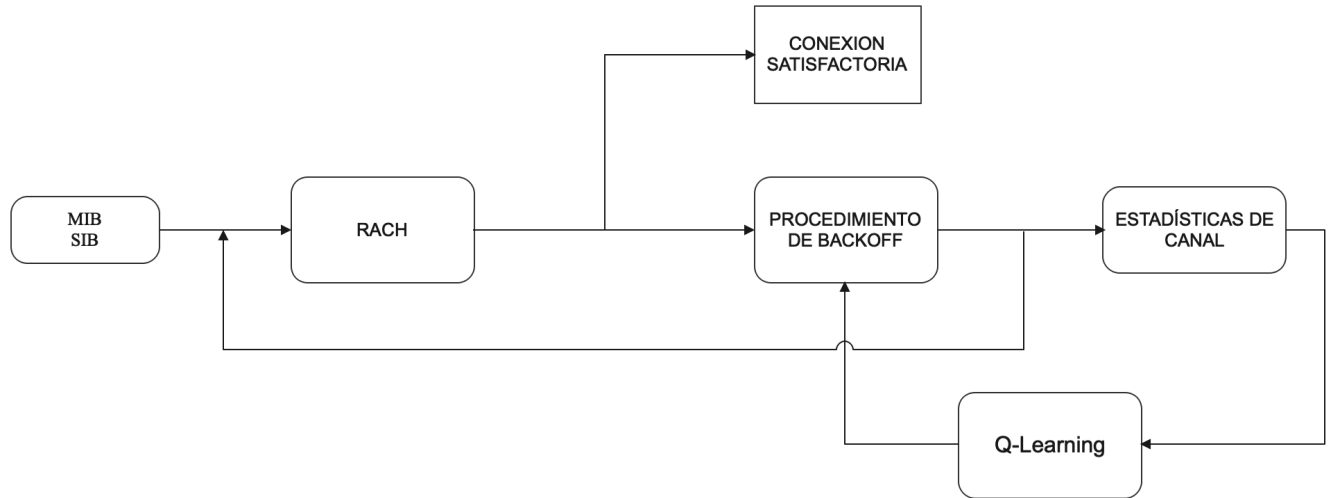 CONEXION
SATISFACTORIA
MIB
SIB
RACH
PROCEDIMIENTO
DE BACKOFF
ESTADÍSTICAS DE
CANAL
Q-Learning